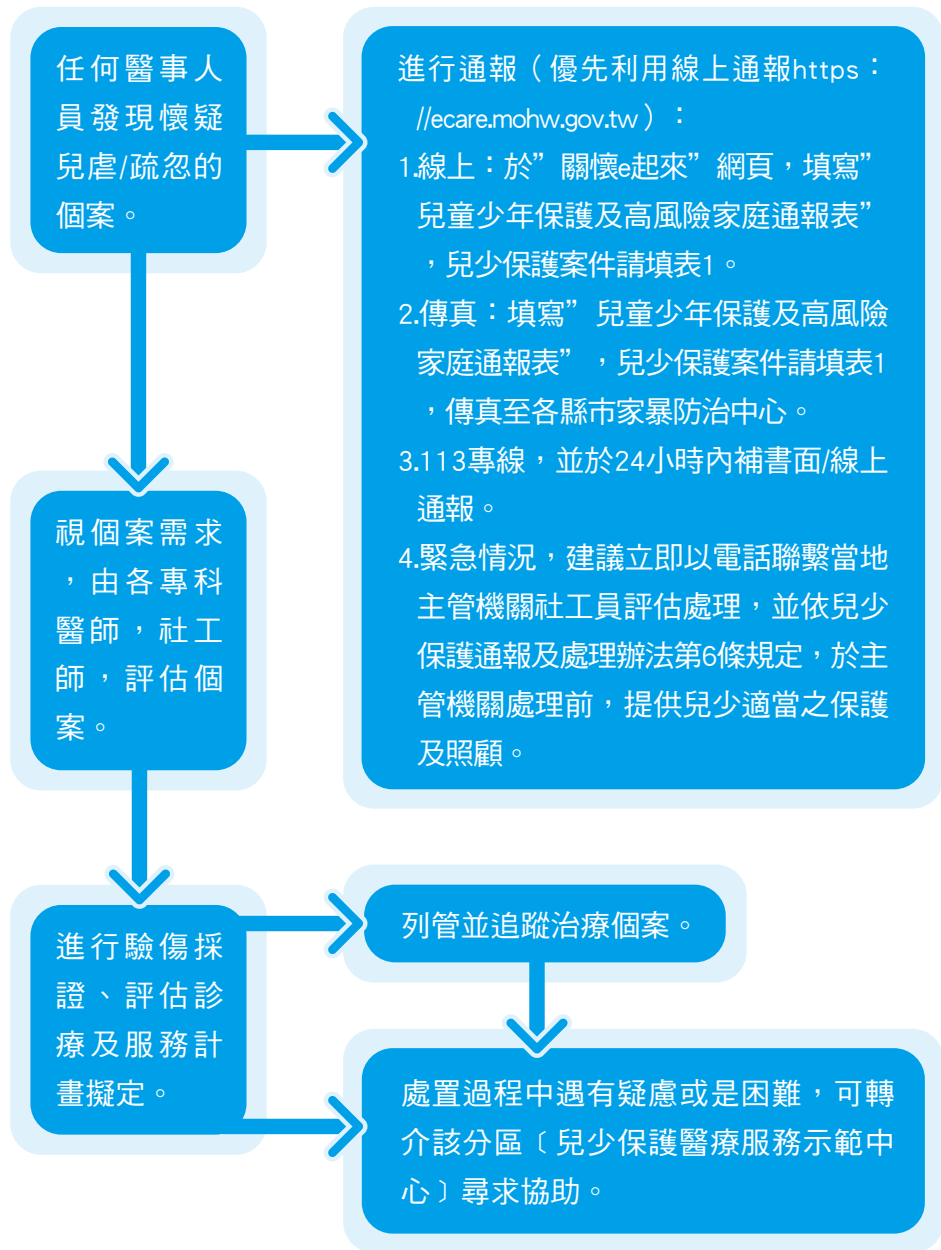 任何醫事人
員發現懷疑
兒虐/疏忽的
個案。
進行通報（優先利用線上通報https：
//ecare.mohw.gov.tw）：
1.線上：於”關懷e起來”網頁，填寫”
兒童少年保護及高風險家庭通報表”
，兒少保護案件請填表1。
2.傳真：填寫”兒童少年保護及高風險
家庭通報表”，兒少保護案件請填表1
，傳真至各縣市家暴防治中心。
3.113專線，並於24小時內補書面/線上
通報。
4.緊急情況，建議立即以電話聯繫當地
主管機關社工員評估處理，並依兒少
保護通報及處理辦法第6條規定，於主
管機關處理前，提供兒少適當之保護
及照顧。
視個案需求
，由各專科
醫師，社工
師，評估個
案。
進行驗傷採
證、評估診
療及服務計
畫擬定。
列管並追蹤治療個案。
處置過程中遇有疑慮或是困難，可轉
介該分區﹝兒少保護醫療服務示範中
心﹞尋求協助。